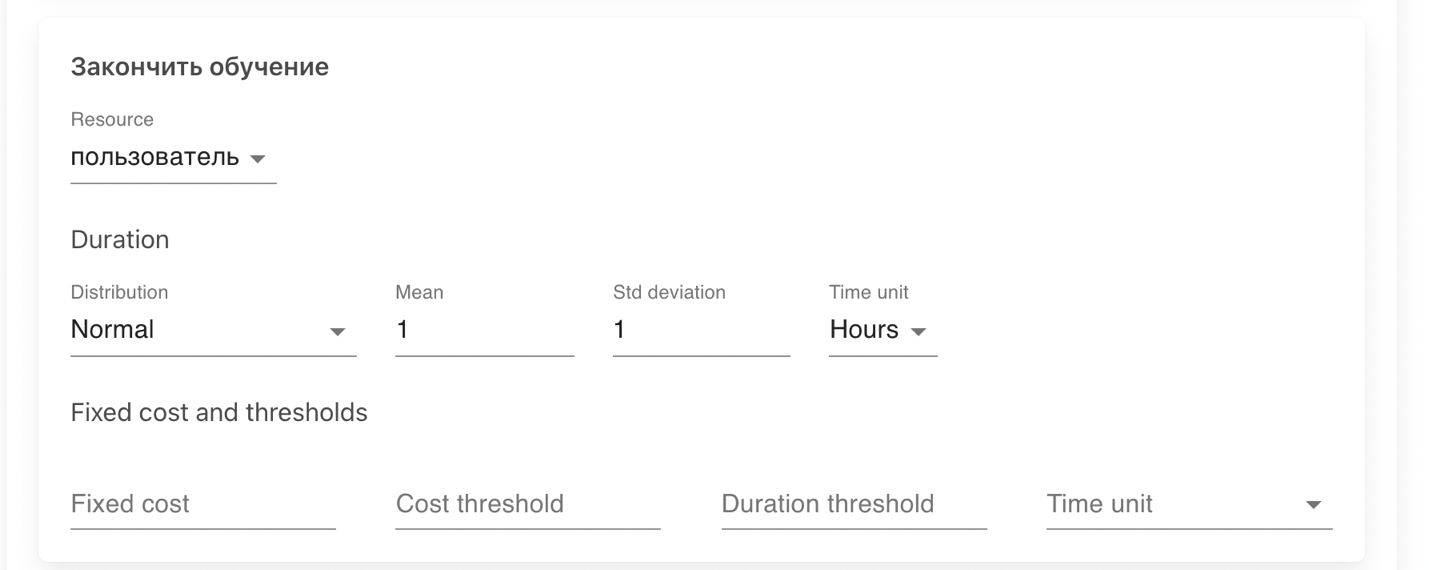 Закончить обучение
Resource
пользователь
Duration
Distribution Mean Std deviation Time unit
Normal 1 1 Hours
Fixed cost and thresholds
Fixed cost Cost threshold Duration threshold Time unit